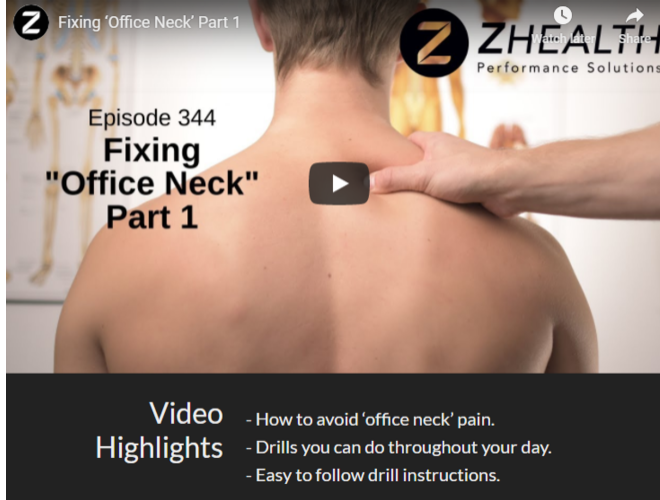 Fixing ‘Office Neck’ Part 1
Watch later
Share
Z
ZHEALTH
Performance Solutions
Episode 344
Fixing
"Office Neck"
Part 1
Video
Highlights
- How to avoid ‘office neck’ pain.
- Drills you can do throughout your day.
- Easy to follow drill instructions.